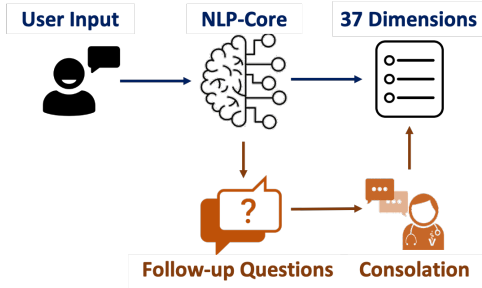 User Input
NLP-Core
37 Dimensions
?
Follow-up Questions
Consolation